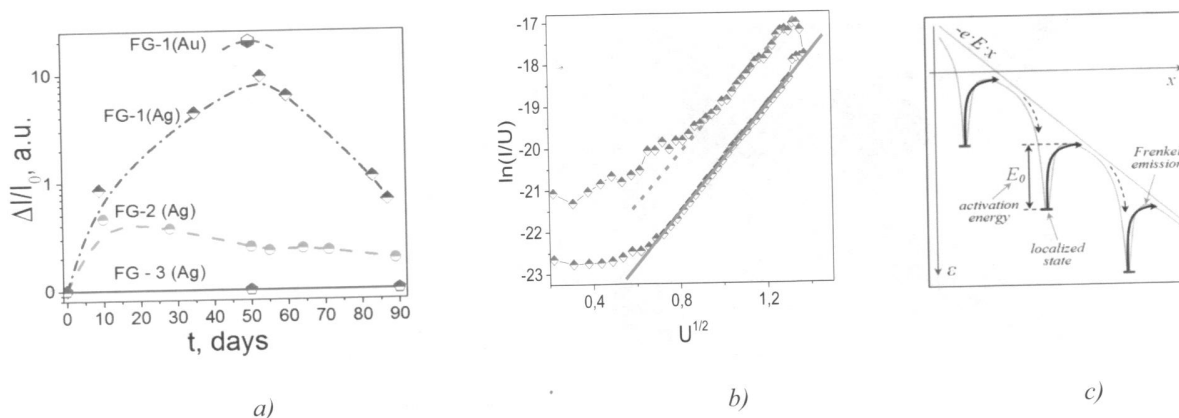 FG-1(Au)
10
FG-1(Ag)
1
FG-2 (Ag)
FG - 3 (Ag)
0
0 10 20 30 40 50 60 70 80 90
ΔI/I₀, a.u.
t, days
a)
-17
-18
-19
-20
-21
-22
-23
0,4 0,8 1,2
ln(I/U)
U^1/2
b)
-e·E·x
x
Frenkel
emission
E₀
activation
energy
localized
state
ε
c)